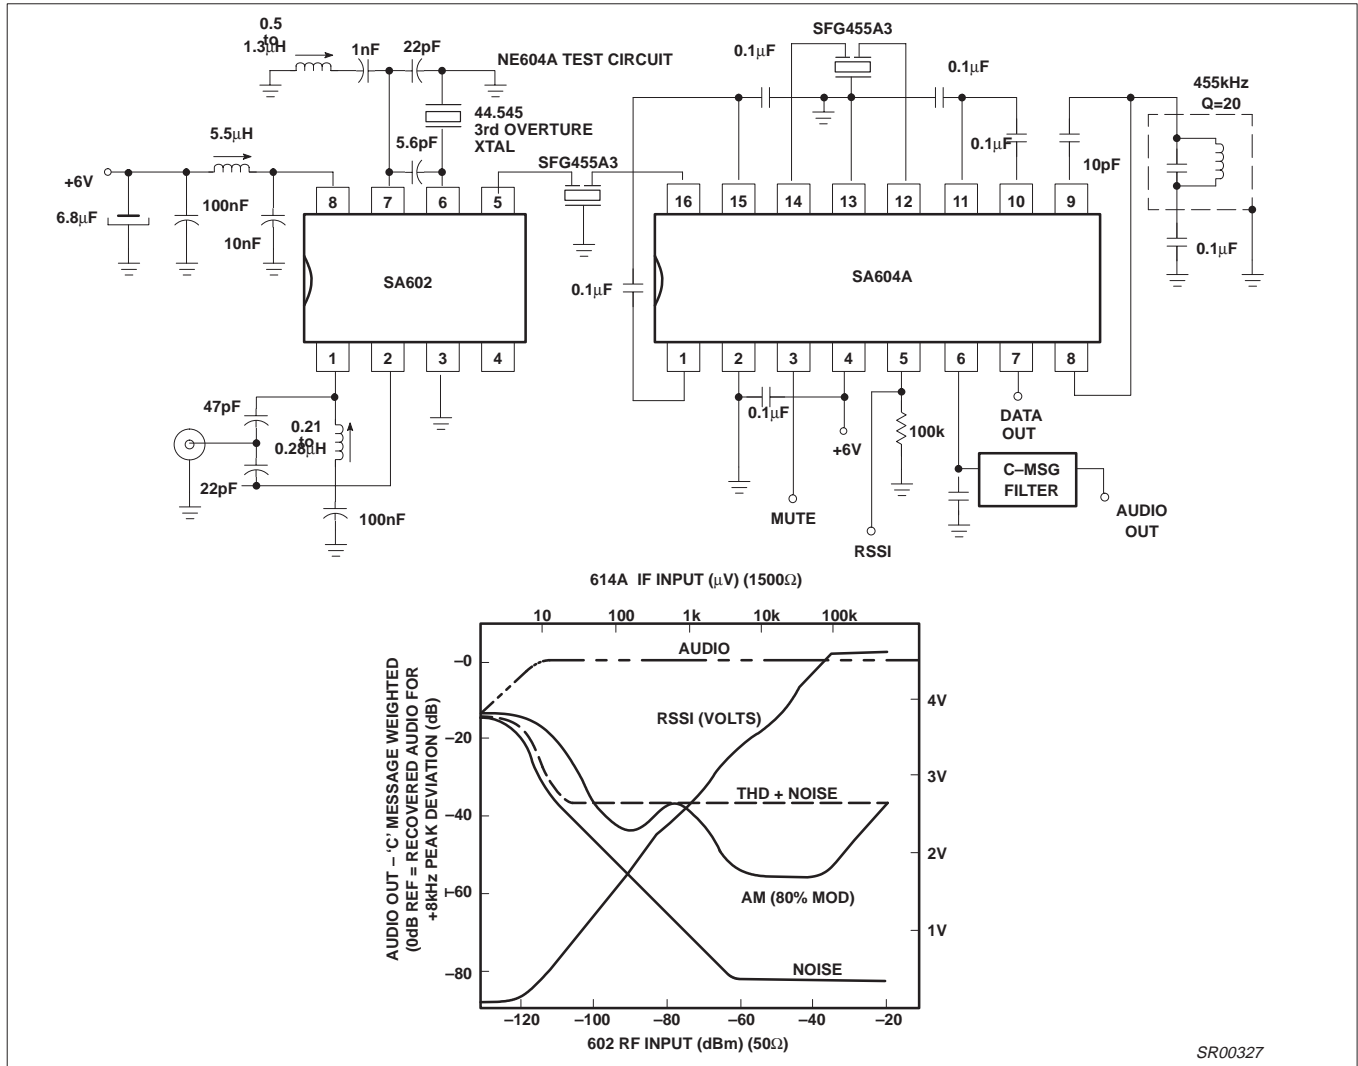 0.5
to
1.3μH
1nF
22pF
NE604A TEST CIRCUIT
5.5μH
+6V
6.8μF
100nF
10nF
5.6pF
44.545
3rd OVERTURE
XTAL
SFG455A3
0.1μF
SFG455A3
0.1μF
0.1μF
10pF
455kHz
Q=20
0.1μF
8
7
6
5
SA602
1
2
3
4
16
15
14
13
12
11
10
9
0.1μF
SA604A
1
2
3
4
5
6
7
8
47pF
0.21
to
0.28μH
22pF
100nF
0.1μF
+6V
100k
DATA
OUT
C–MSG
FILTER
MUTE
RSSI
AUDIO
OUT
614A IF INPUT (μV) (1500Ω)
10
100
1k
10k
100k
AUDIO OUT – 'C' MESSAGE WEIGHTED
(0dB REF = RECOVERED AUDIO FOR
+8kHz PEAK DEVIATION (dB)
–0
–20
–40
–60
–80
AUDIO
RSSI (VOLTS)
THD + NOISE
AM (80% MOD)
NOISE
4V
3V
2V
1V
–120
–100
–80
–60
–40
–20
602 RF INPUT (dBm) (50Ω)
SR00327